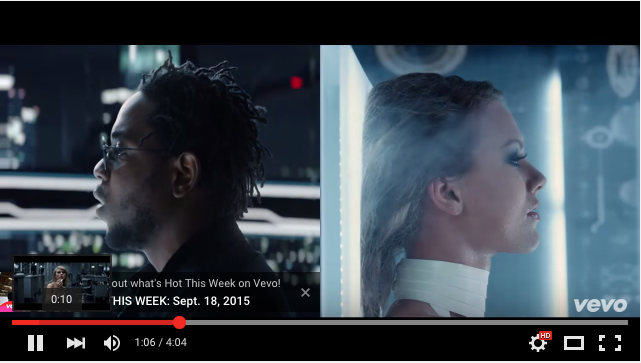 vevo
out what's Hot This Week on Vevo!
HIS WEEK: Sept. 18, 2015
0:10
1:06 / 4:04
HD